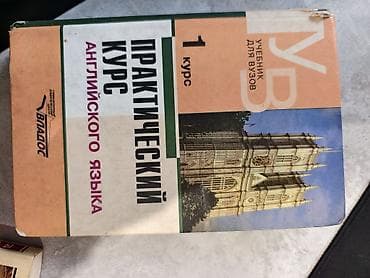 УВ
УЧЕБНИК
ДЛЯ ВУЗОВ
1 КУРС
ПРАКТИЧЕСКИЙ
КУРС
АНГЛИЙСКОГО ЯЗЫКА
ВЛАДОС